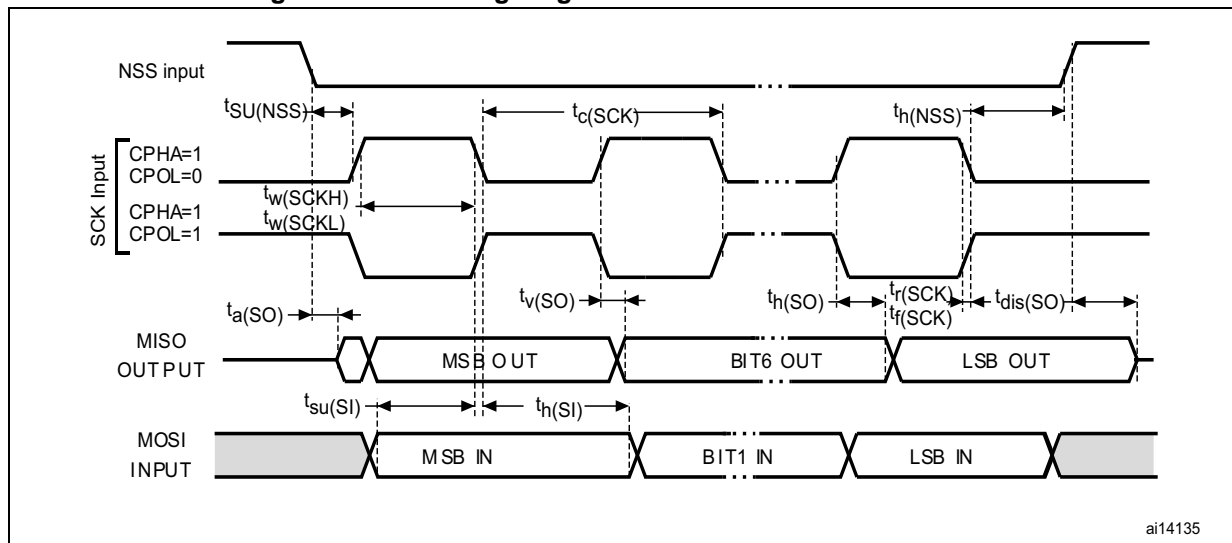 NSS input
tSU(NSS)
tc(SCK)
th(NSS)
SCK Input
CPHA=1
CPOL=0
tw(SCKH)
CPHA=1
tw(SCKL)
CPOL=1
ta(SO)
tv(SO)
th(SO)
tr(SCK)
tf(SCK)
tdis(SO)
MISO
OUTPUT
MSB OUT
BIT6 OUT
LSB OUT
tsu(SI)
th(SI)
MOSI
INPUT
MSB IN
BIT1 IN
LSB IN
ai14135